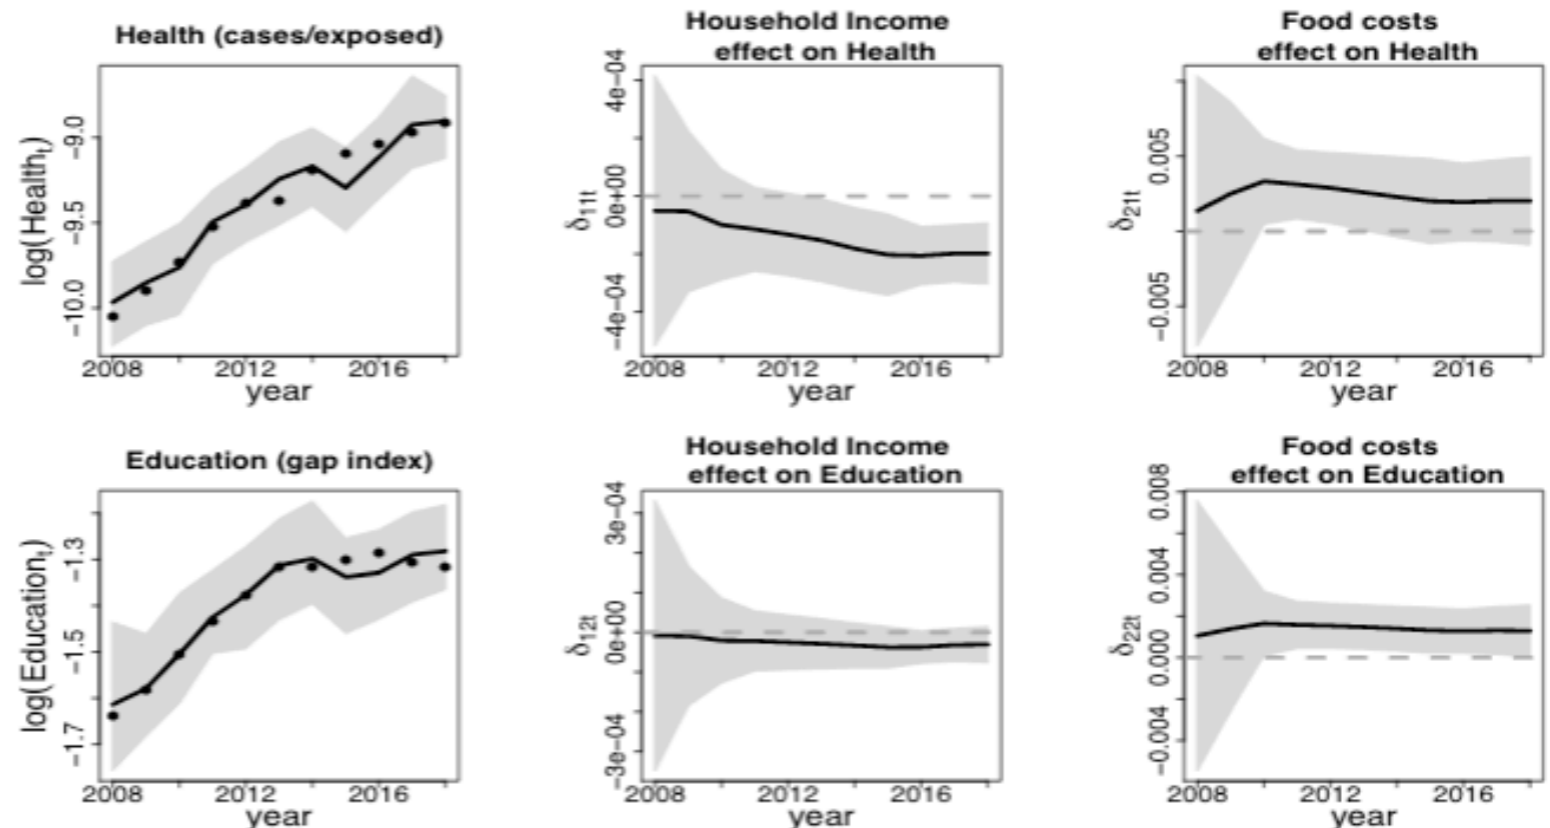 Health (cases/exposed)
log(Health_t)
−9.0
−9.5
−10.0
2008
2012
2016
year
Household Income
effect on Health
δ_11t
4e−04
0e+00
−4e−04
2008
2012
2016
year
Food costs
effect on Health
δ_21t
0.005
−0.005
2008
2012
2016
year
Education (gap index)
log(Education_t)
−1.3
−1.5
−1.7
2008
2012
2016
year
Household Income
effect on Education
δ_12t
3e−04
0e+00
−3e−04
2008
2012
2016
year
Food costs
effect on Education
δ_22t
0.008
0.004
0.000
−0.004
2008
2012
2016
year